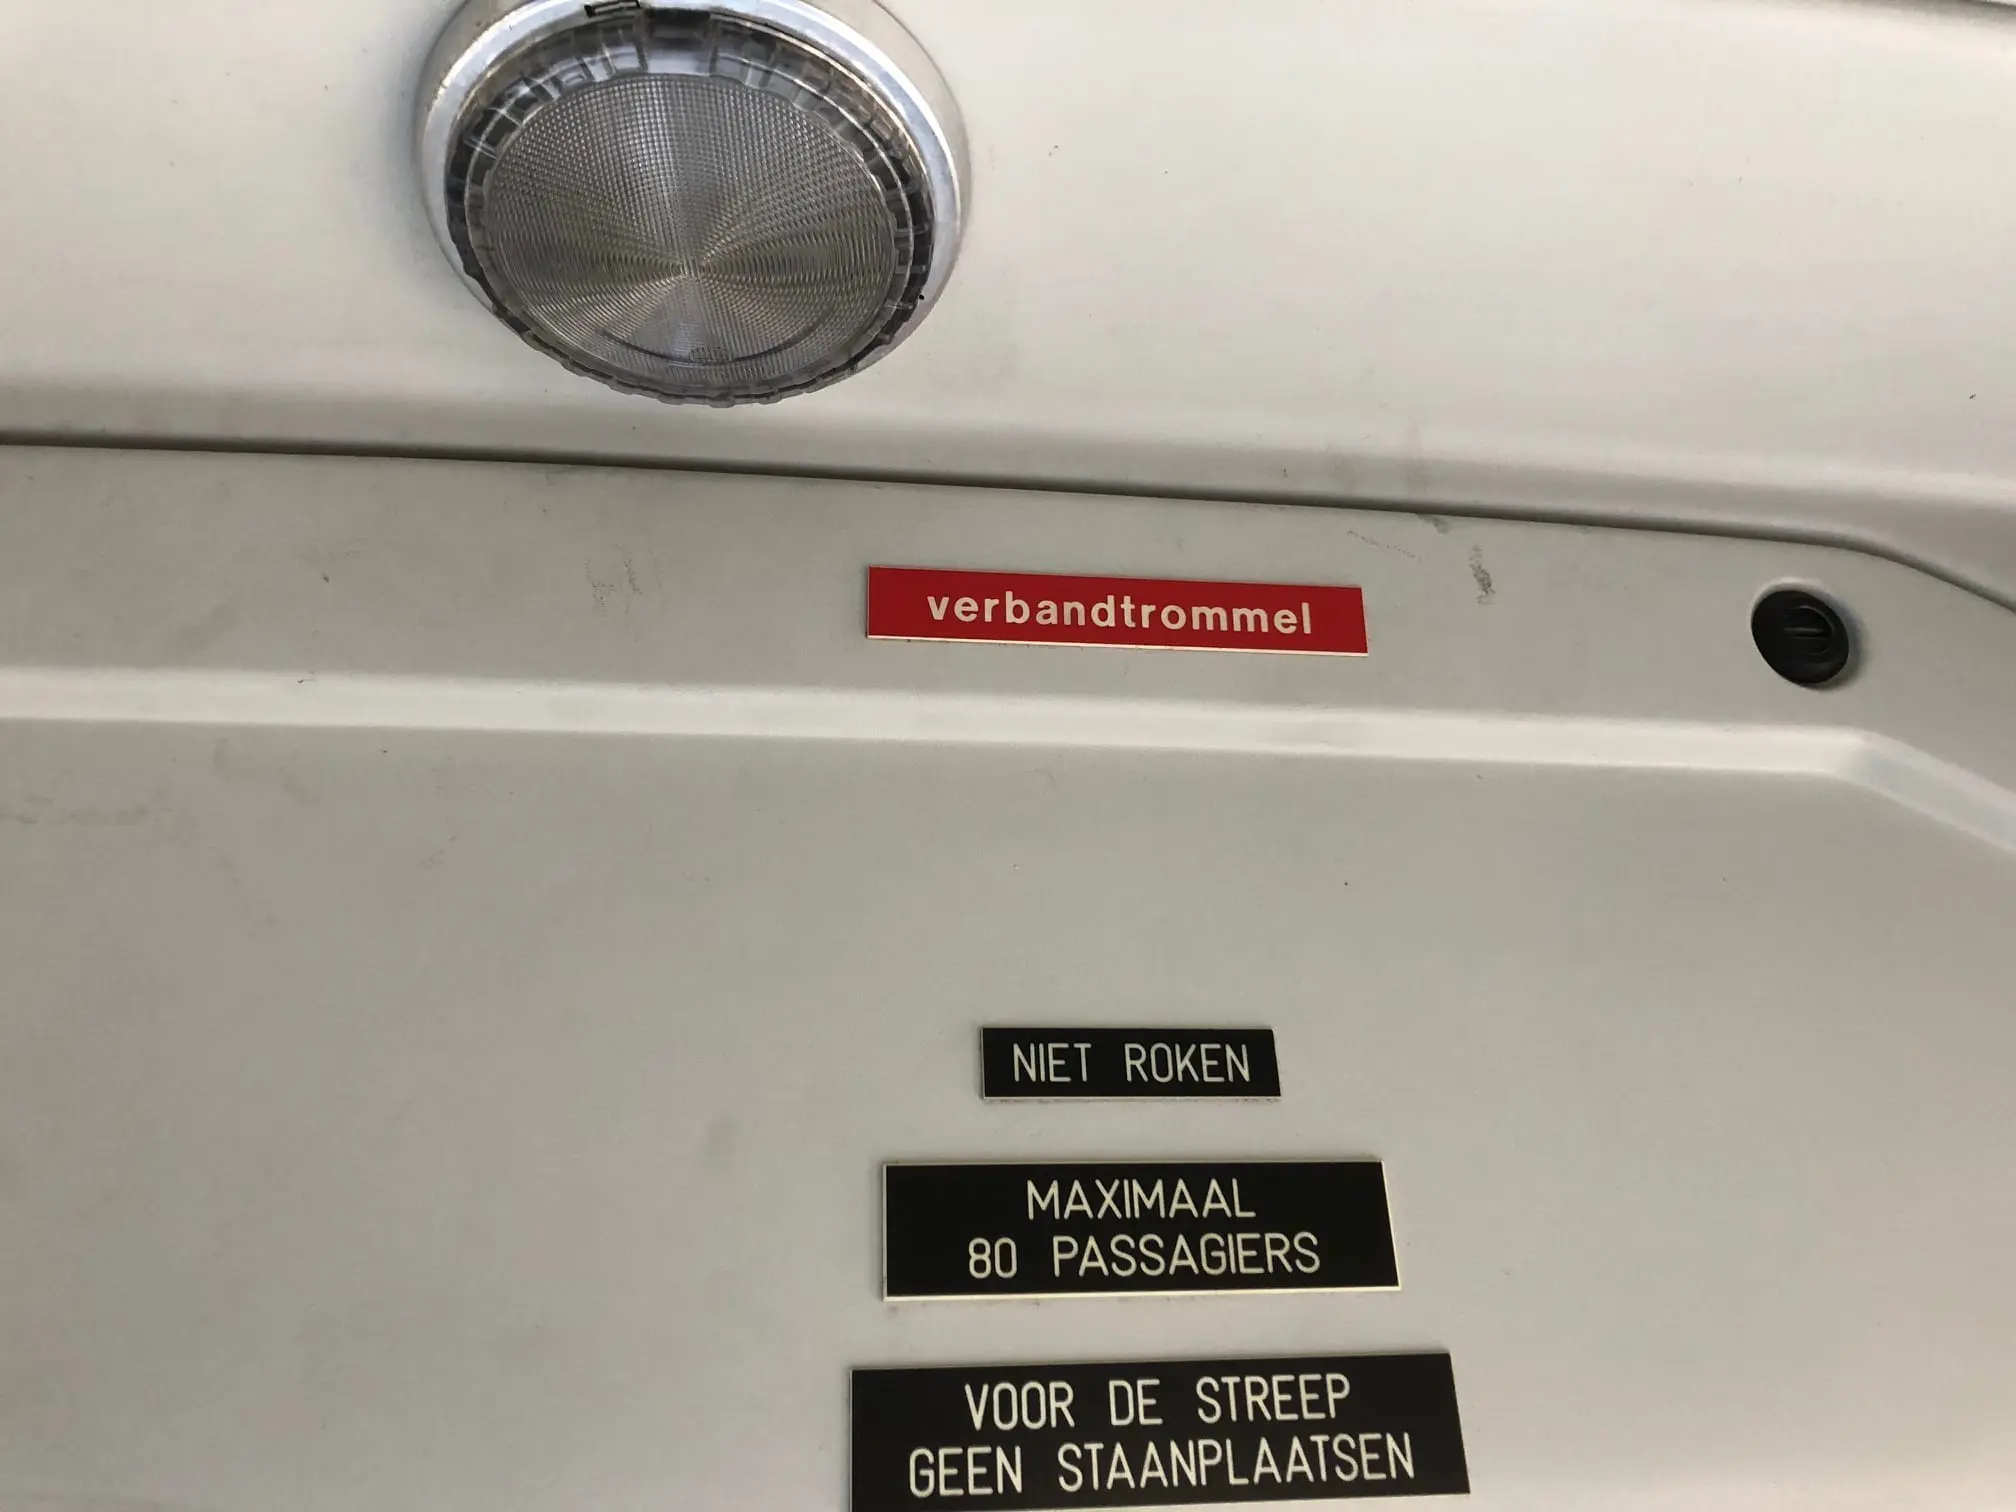 verbandtrommel
NIET ROKEN
MAXIMAAL
80 PASSAGIERS
VOOR DE STREEP
GEEN STAANPLAATSEN